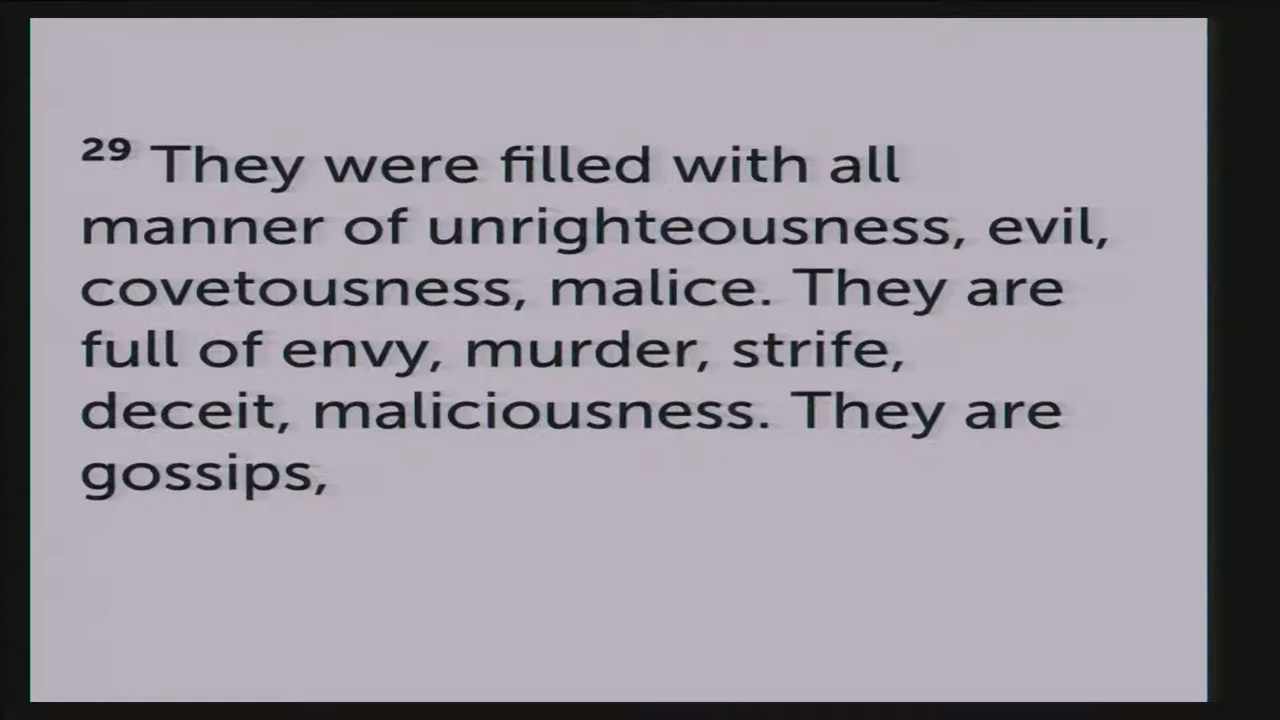 29 They were filled with all
manner of unrighteousness, evil,
covetousness, malice. They are
full of envy, murder, strife,
deceit, maliciousness. They are
gossips,